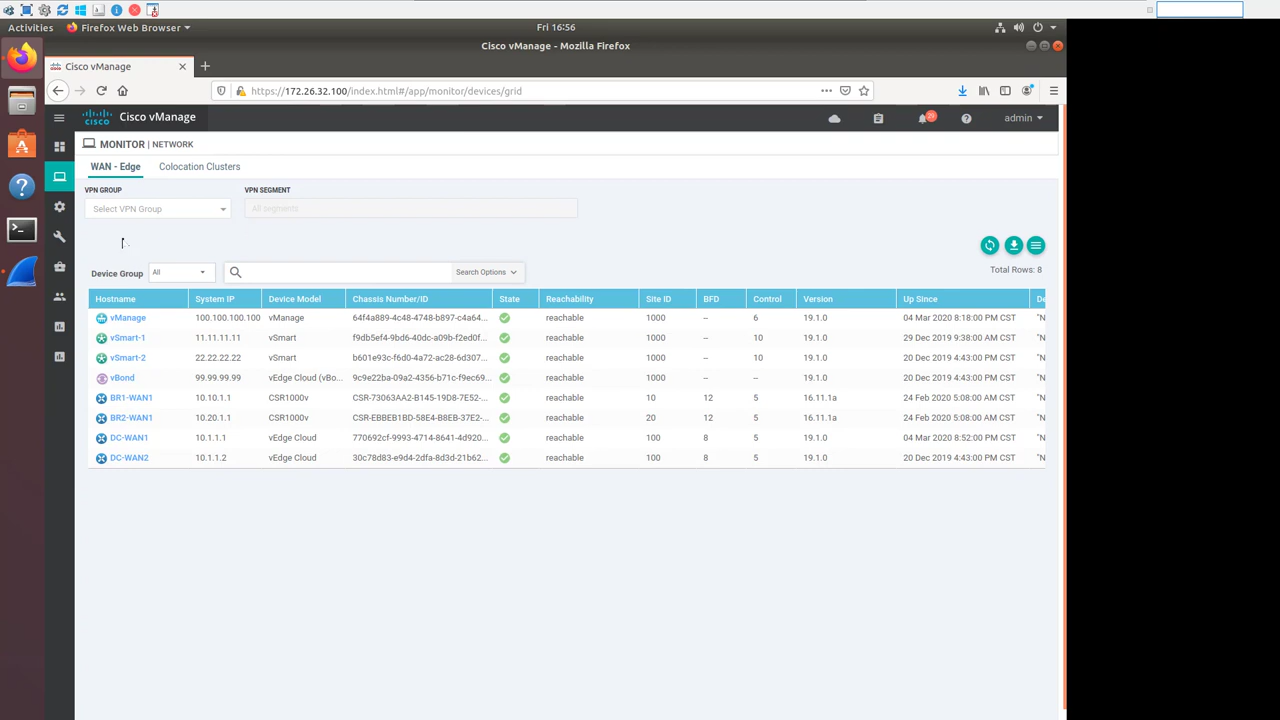 Activities Firefox Web Browser Fri 16:56
Cisco vManage - Mozilla Firefox
Cisco vManage
https://172.26.32.100/index.html#/app/monitor/devices/grid
CISCO Cisco vManage 29 admin
MONITOR | NETWORK
WAN - Edge Colocation Clusters
VPN GROUP VPN SEGMENT
Select VPN Group All segments
Device Group All Search Options Total Rows: 8
Hostname System IP Device Model Chassis Number/ID State Reachability Site ID BFD Control Version Up Since De
vManage 100.100.100.100 vManage 64f4a889-4c48-4748-b897-c4a64... reachable 1000 -- 6 19.1.0 04 Mar 2020 8:18:00 PM CST "N
vSmart-1 11.11.11.11 vSmart f9db5ef4-9bd6-40dc-a09b-f2ed0f... reachable 1000 -- 10 19.1.0 29 Dec 2019 9:38:00 AM CST "N
vSmart-2 22.22.22.22 vSmart b601e93c-f6d0-4a72-ac28-6d307... reachable 1000 -- 10 19.1.0 20 Dec 2019 4:43:00 PM CST "N
vBond 99.99.99.99 vEdge Cloud (vBo... 9c9e22ba-09a2-4356-b71c-f9ec69... reachable 1000 -- -- 19.1.0 20 Dec 2019 4:43:00 PM CST "N
BR1-WAN1 10.10.1.1 CSR1000v CSR-73063AA2-B145-19D8-7E52-... reachable 10 12 5 16.11.1a 24 Feb 2020 5:08:00 AM CST "N
BR2-WAN1 10.20.1.1 CSR1000v CSR-EBBEB1BD-58E4-B8EB-37E2-... reachable 20 12 5 16.11.1a 24 Feb 2020 5:08:00 AM CST "N
DC-WAN1 10.1.1.1 vEdge Cloud 770692cf-9993-4714-8641-4d920... reachable 100 8 5 19.1.0 04 Mar 2020 8:52:00 PM CST "N
DC-WAN2 10.1.1.2 vEdge Cloud 30c78d83-e9d4-2dfa-8d3d-21b62... reachable 100 8 5 19.1.0 20 Dec 2019 4:43:00 PM CST "N